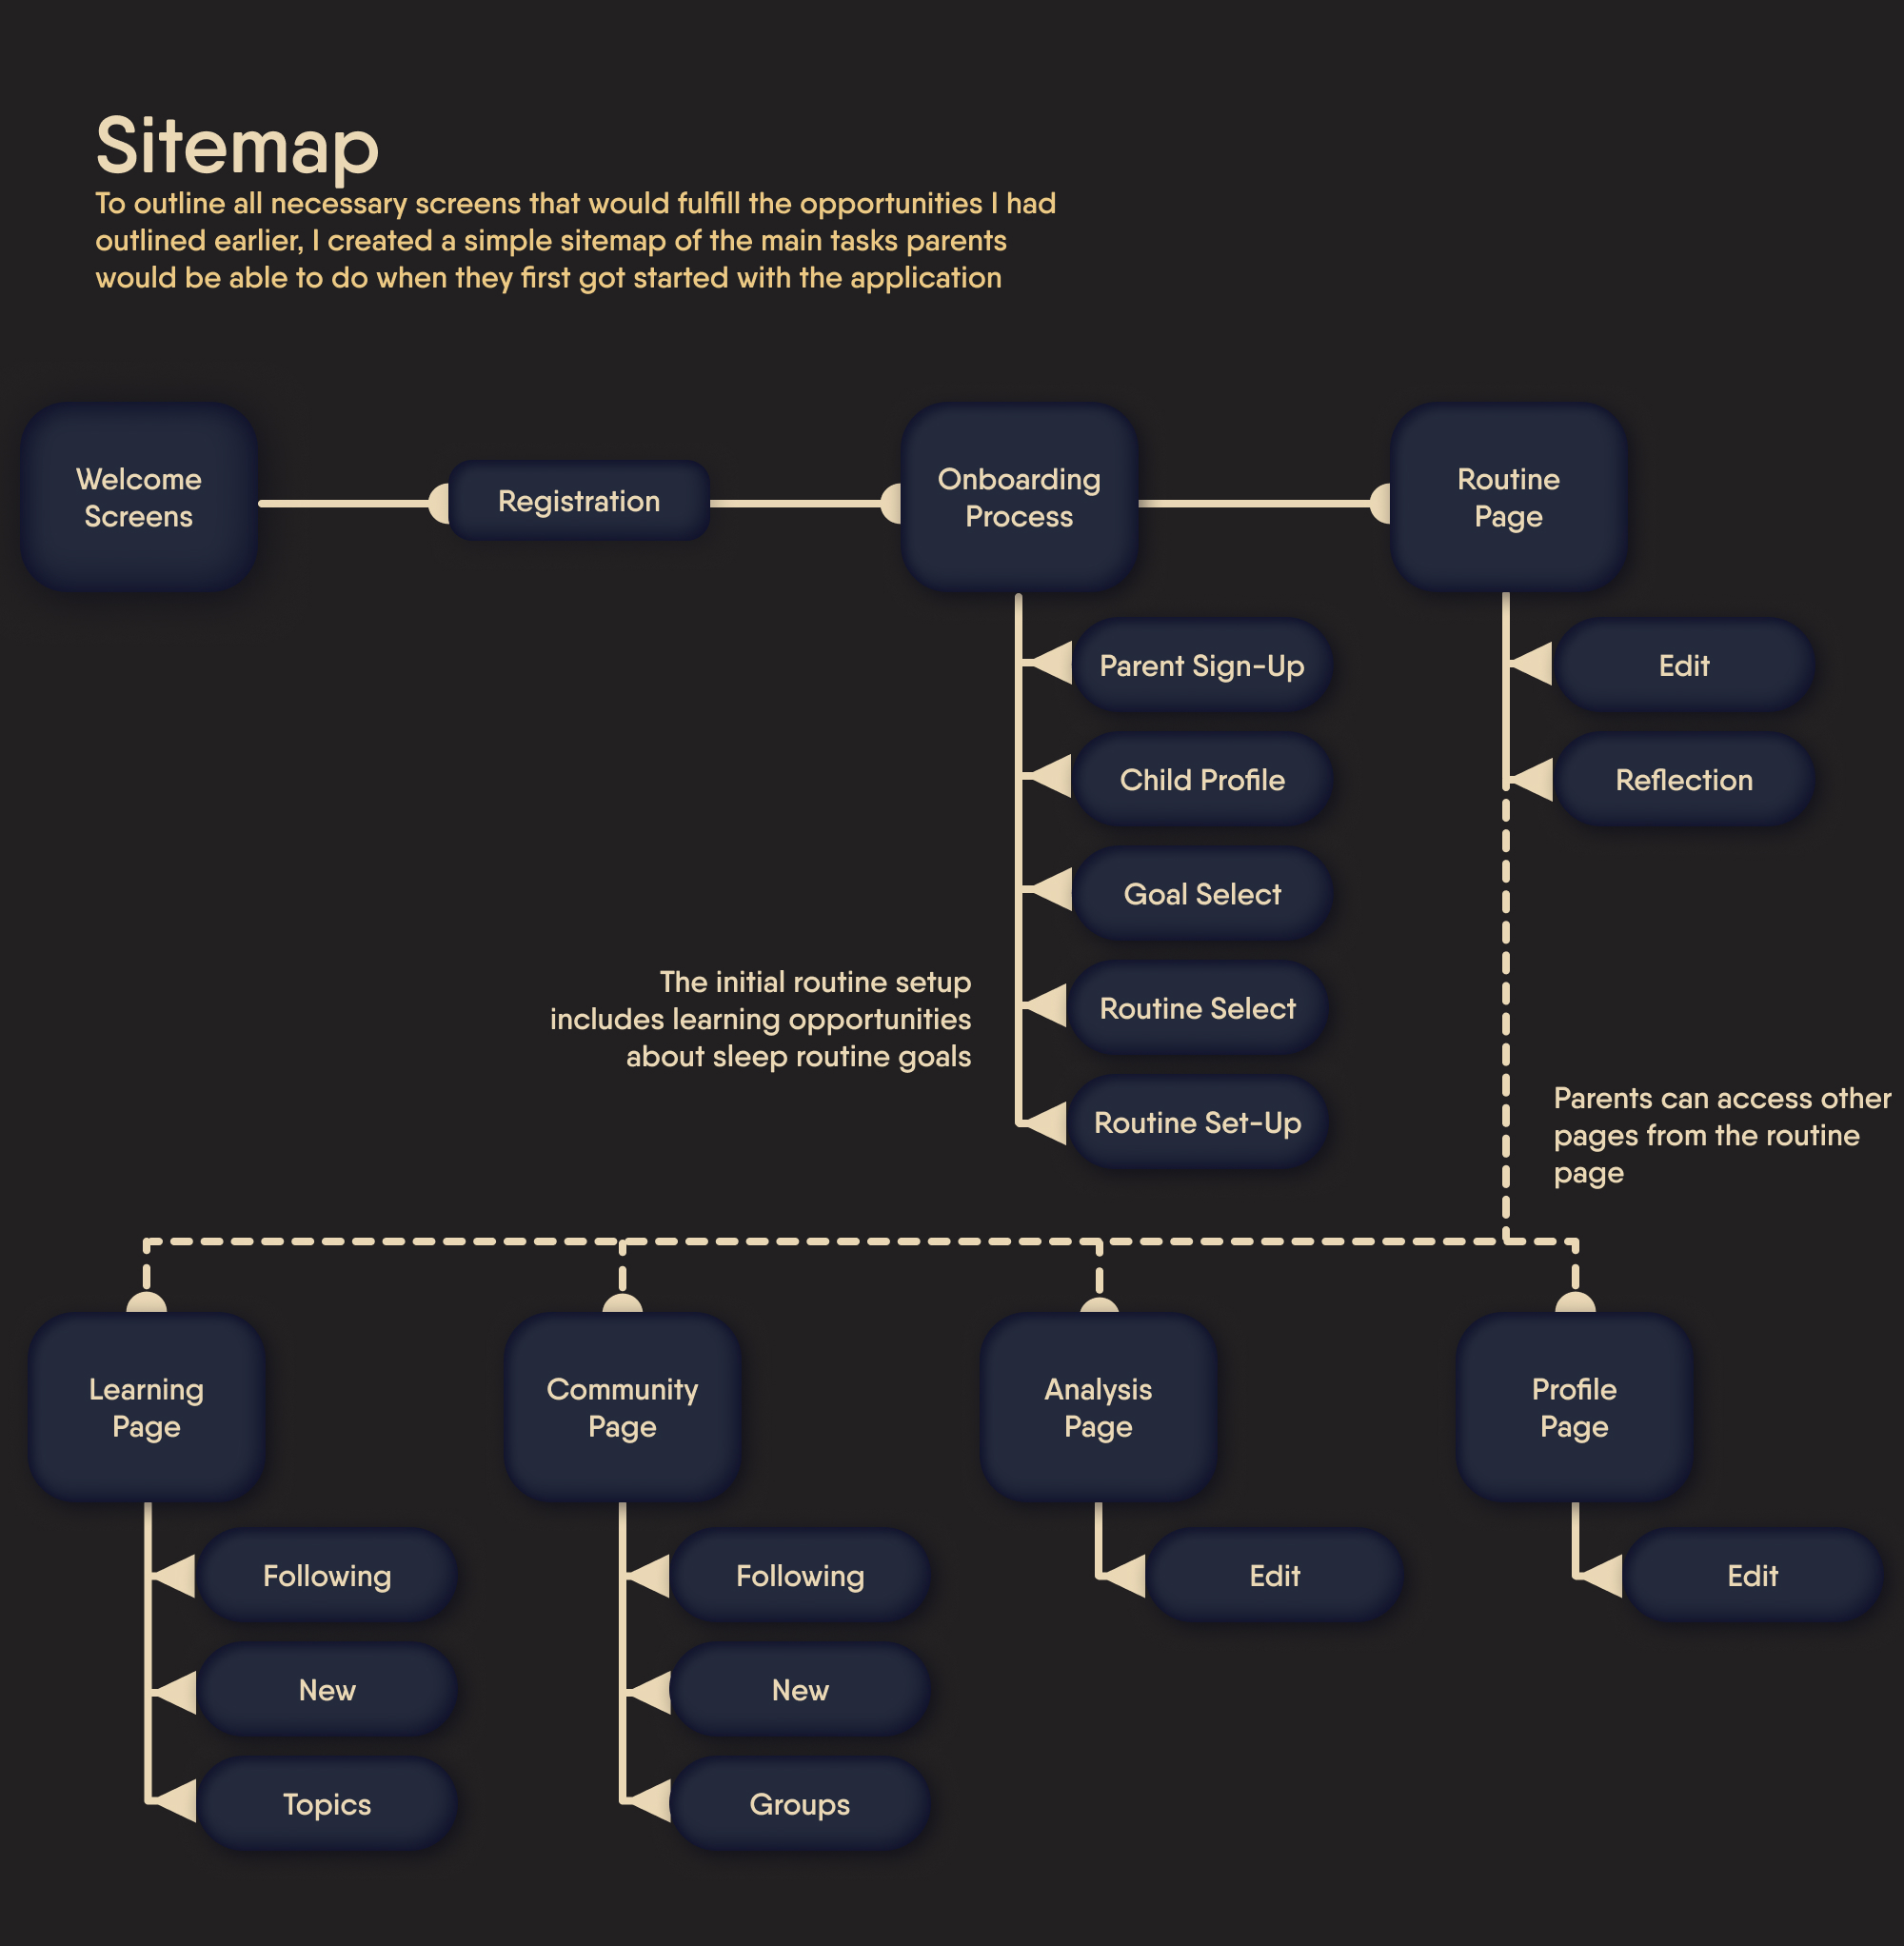 Sitemap
To outline all necessary screens that would fulfill the opportunities I had
outlined earlier, I created a simple sitemap of the main tasks parents
would be able to do when they first got started with the application
Welcome
Screens
Registration
Onboarding
Process
Routine
Page
Parent Sign-Up
Child Profile
Goal Select
Routine Select
Routine Set-Up
The initial routine setup
includes learning opportunities
about sleep routine goals
Edit
Reflection
Parents can access other
pages from the routine
page
Learning
Page
Following
New
Topics
Community
Page
Following
New
Groups
Analysis
Page
Edit
Profile
Page
Edit